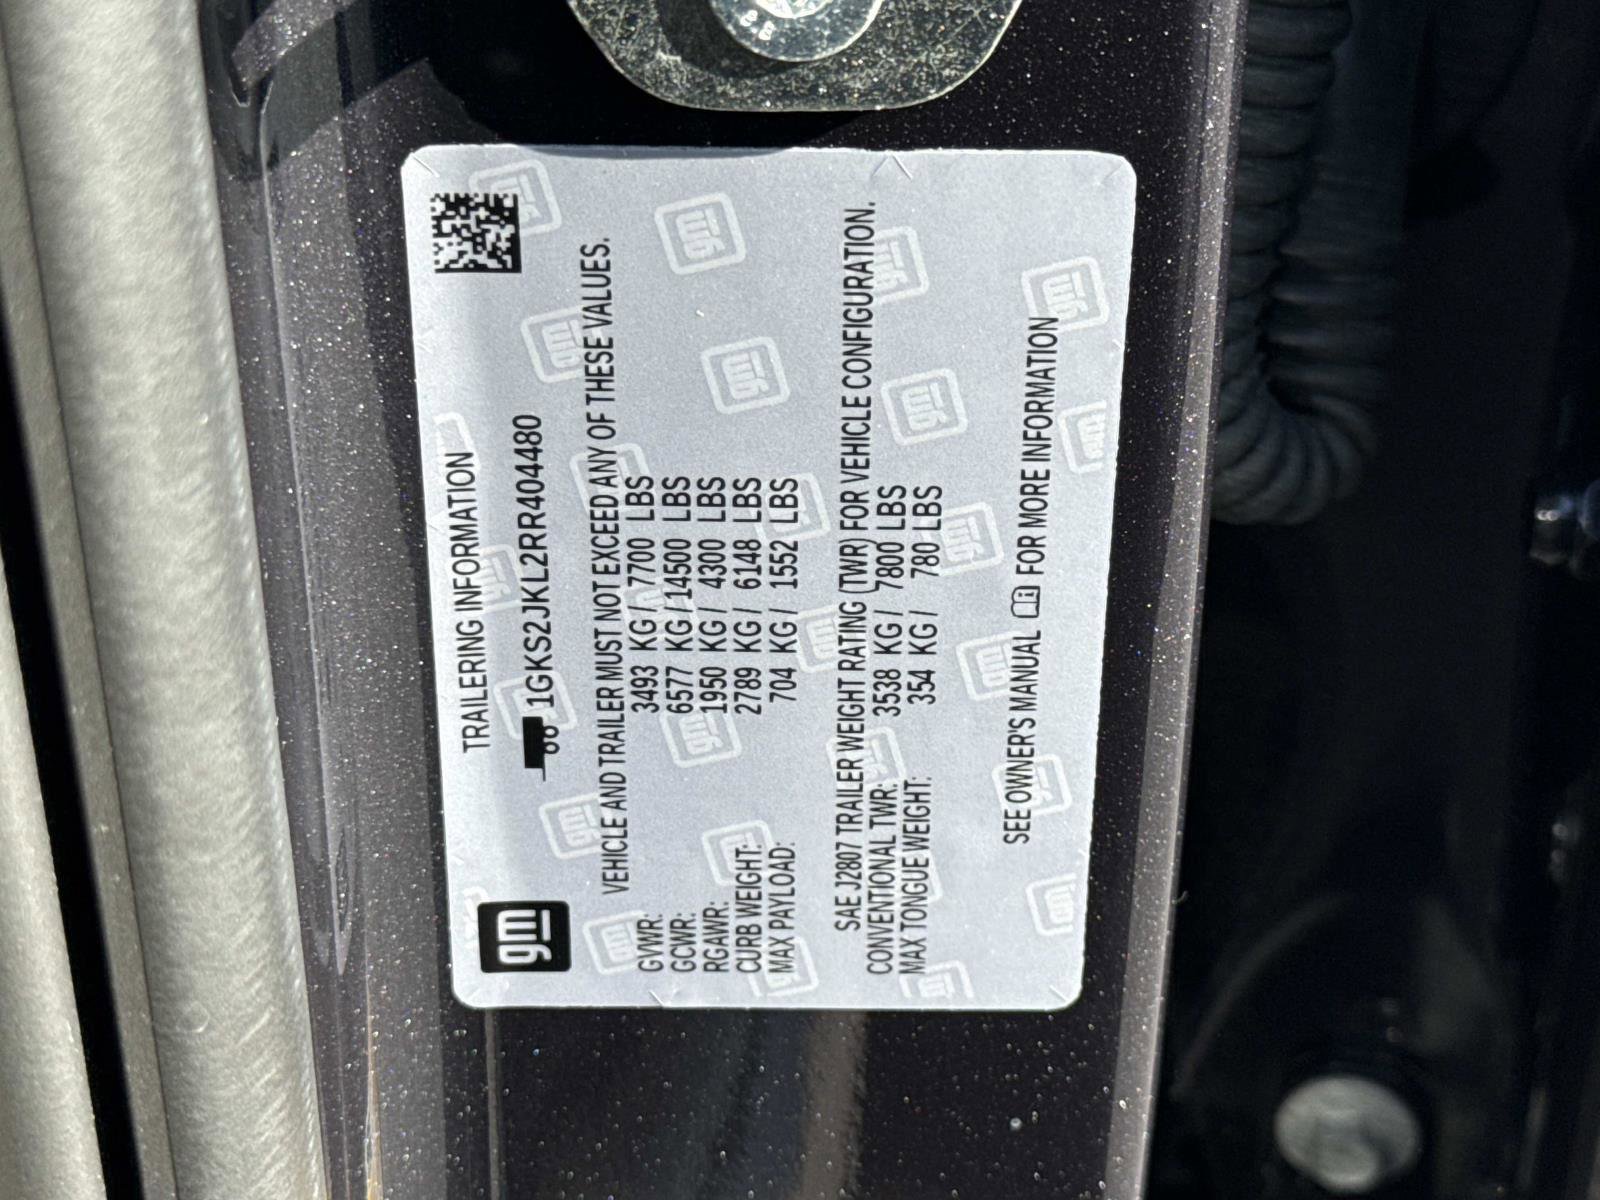 gm
TRAILERING INFORMATION
1GKS2JKL2RR404480
VEHICLE AND TRAILER MUST NOT EXCEED ANY OF THESE VALUES.
GVWR: 3493 KG / 7700 LBS
GCWR: 6577 KG / 14500 LBS
RGAWR: 1950 KG / 4300 LBS
CURB WEIGHT: 2789 KG / 6148 LBS
MAX PAYLOAD: 704 KG / 1552 LBS
SAE J2807 TRAILER WEIGHT RATING (TWR) FOR VEHICLE CONFIGURATION.
CONVENTIONAL TWR: 3538 KG / 7800 LBS
MAX TONGUE WEIGHT: 354 KG / 780 LBS
SEE OWNER'S MANUAL FOR MORE INFORMATION